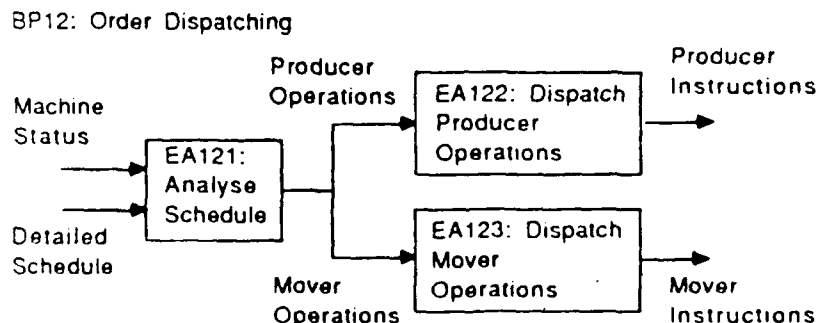 BP12: Order Dispatching
Machine
Status
Detailed
Schedule
EA121:
Analyse
Schedule
Producer
Operations
Mover
Operations
EA122: Dispatch
Producer
Operations
EA123: Dispatch
Mover
Operations
Producer
Instructions
Mover
Instructions